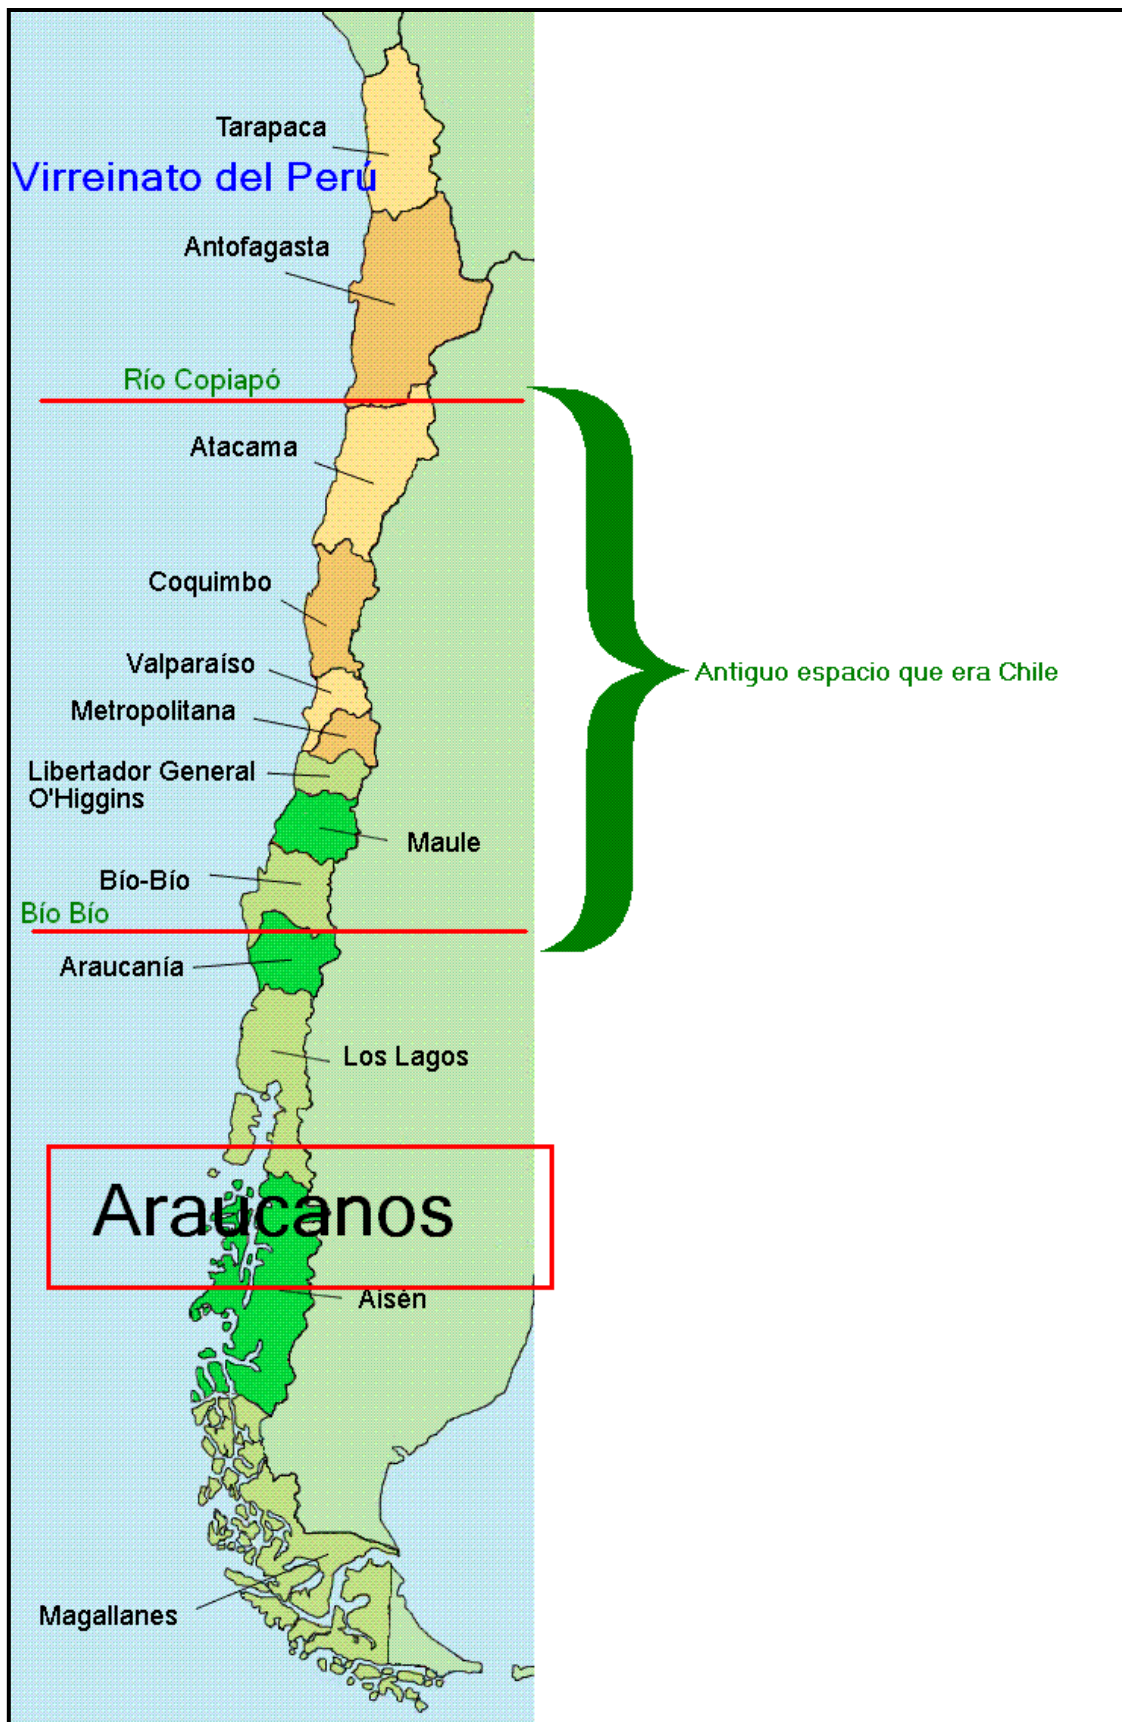 Tarapaca
Virreinato del Perú
Antofagasta
Río Copiapó
Atacama
Coquimbo
Valparaíso
Antiguo espacio que era Chile
Metropolitana
Libertador General
O'Higgins
Maule
Bío-Bío
Bío Bío
Araucanía
Los Lagos
Araucanos
Aisén
Magallanes